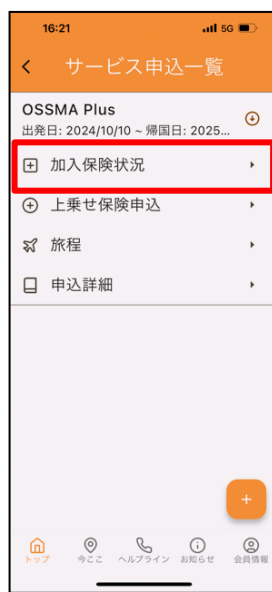 16:21
5G
サービス申込一覧
OSSMA Plus
出発日: 2024/10/10 ~ 帰国日: 2025...
加入保険状況
上乗せ保険申込
旅程
申込詳細
トップ
今ここ
ヘルプライン
お知らせ
会員情報